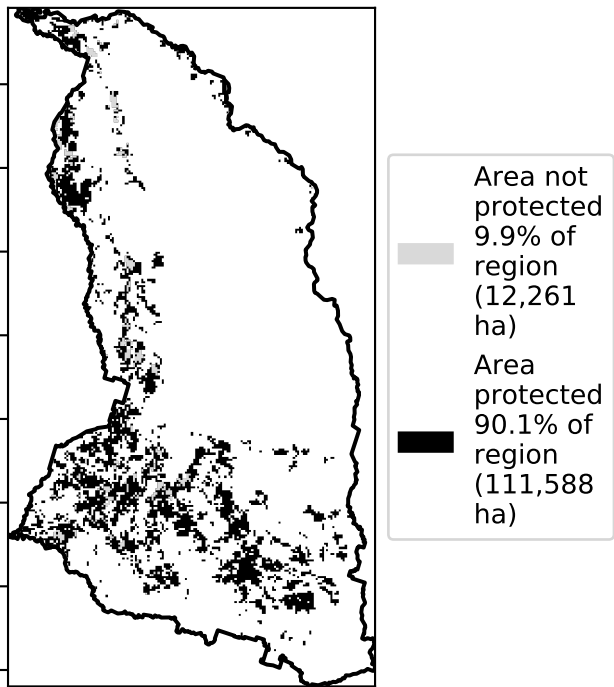 Area not
protected
9.9% of
region
(12,261
ha)
Area
protected
90.1% of
region
(111,588
ha)